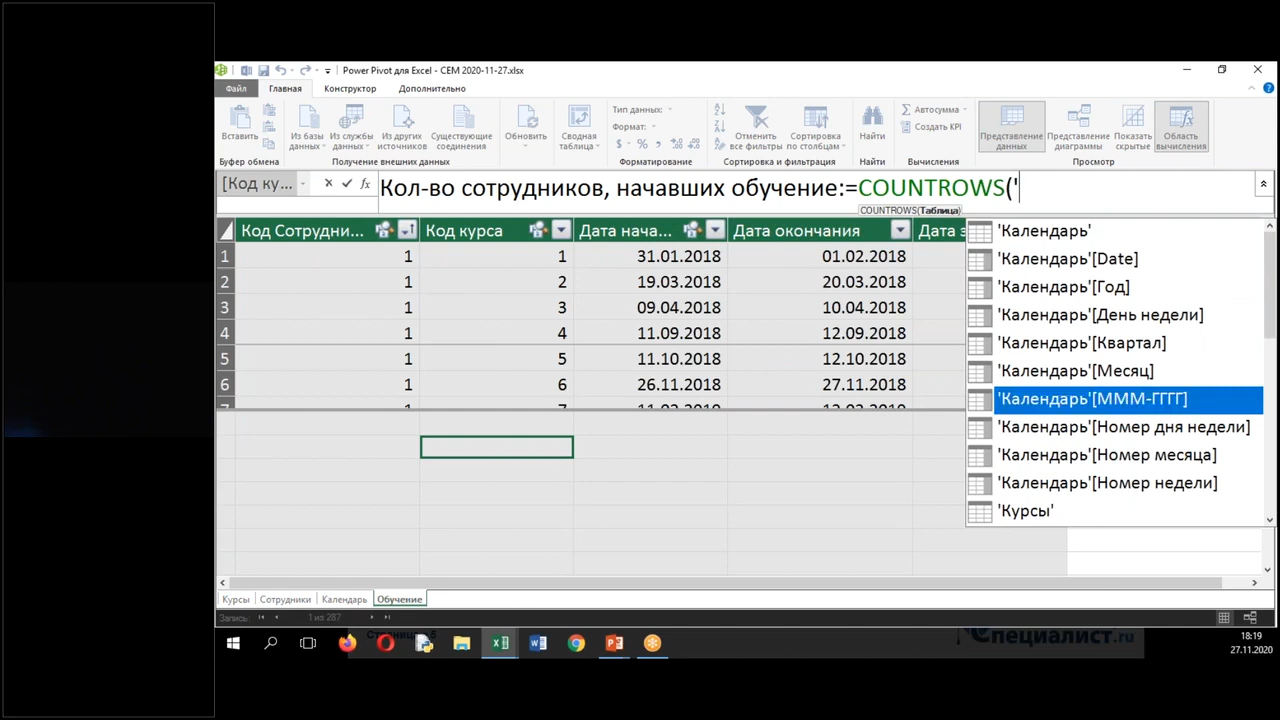 Power Pivot для Excel - СЕМ 2020-11-27.xlsx
Файл Главная Конструктор Дополнительно
Вставить
Буфер обмена
Из базы данных
Из службы данных
Из других источников
Существующие соединения
Получение внешних данных
Обновить
Сводная таблица
Тип данных:
Формат:
$ % ,
Форматирование
Отменить все фильтры
Сортировка по столбцам
Сортировка и фильтрация
Найти
Найти
Автосумма
Создать KPI
Вычисления
Представление данных
Представление диаграммы
Показать скрытые
Область вычисления
Просмотр
[Код ку... fx Кол-во сотрудников, начавших обучение:=COUNTROWS('
COUNTROWS(Таблица)
Код Сотрудни... Код курса Дата нача... Дата окончания Дата з
1 1 1 31.01.2018 01.02.2018
2 1 2 19.03.2018 20.03.2018
3 1 3 09.04.2018 10.04.2018
4 1 4 11.09.2018 12.09.2018
5 1 5 11.10.2018 12.10.2018
6 1 6 26.11.2018 27.11.2018
'Календарь'
'Календарь'[Date]
'Календарь'[Год]
'Календарь'[День недели]
'Календарь'[Квартал]
'Календарь'[Месяц]
'Календарь'[МММ-ГГГГ]
'Календарь'[Номер дня недели]
'Календарь'[Номер месяца]
'Календарь'[Номер недели]
'Курсы'
Курсы Сотрудники Календарь Обучение
Запись: 1 из 287
Специалист.ru
18:19
27.11.2020